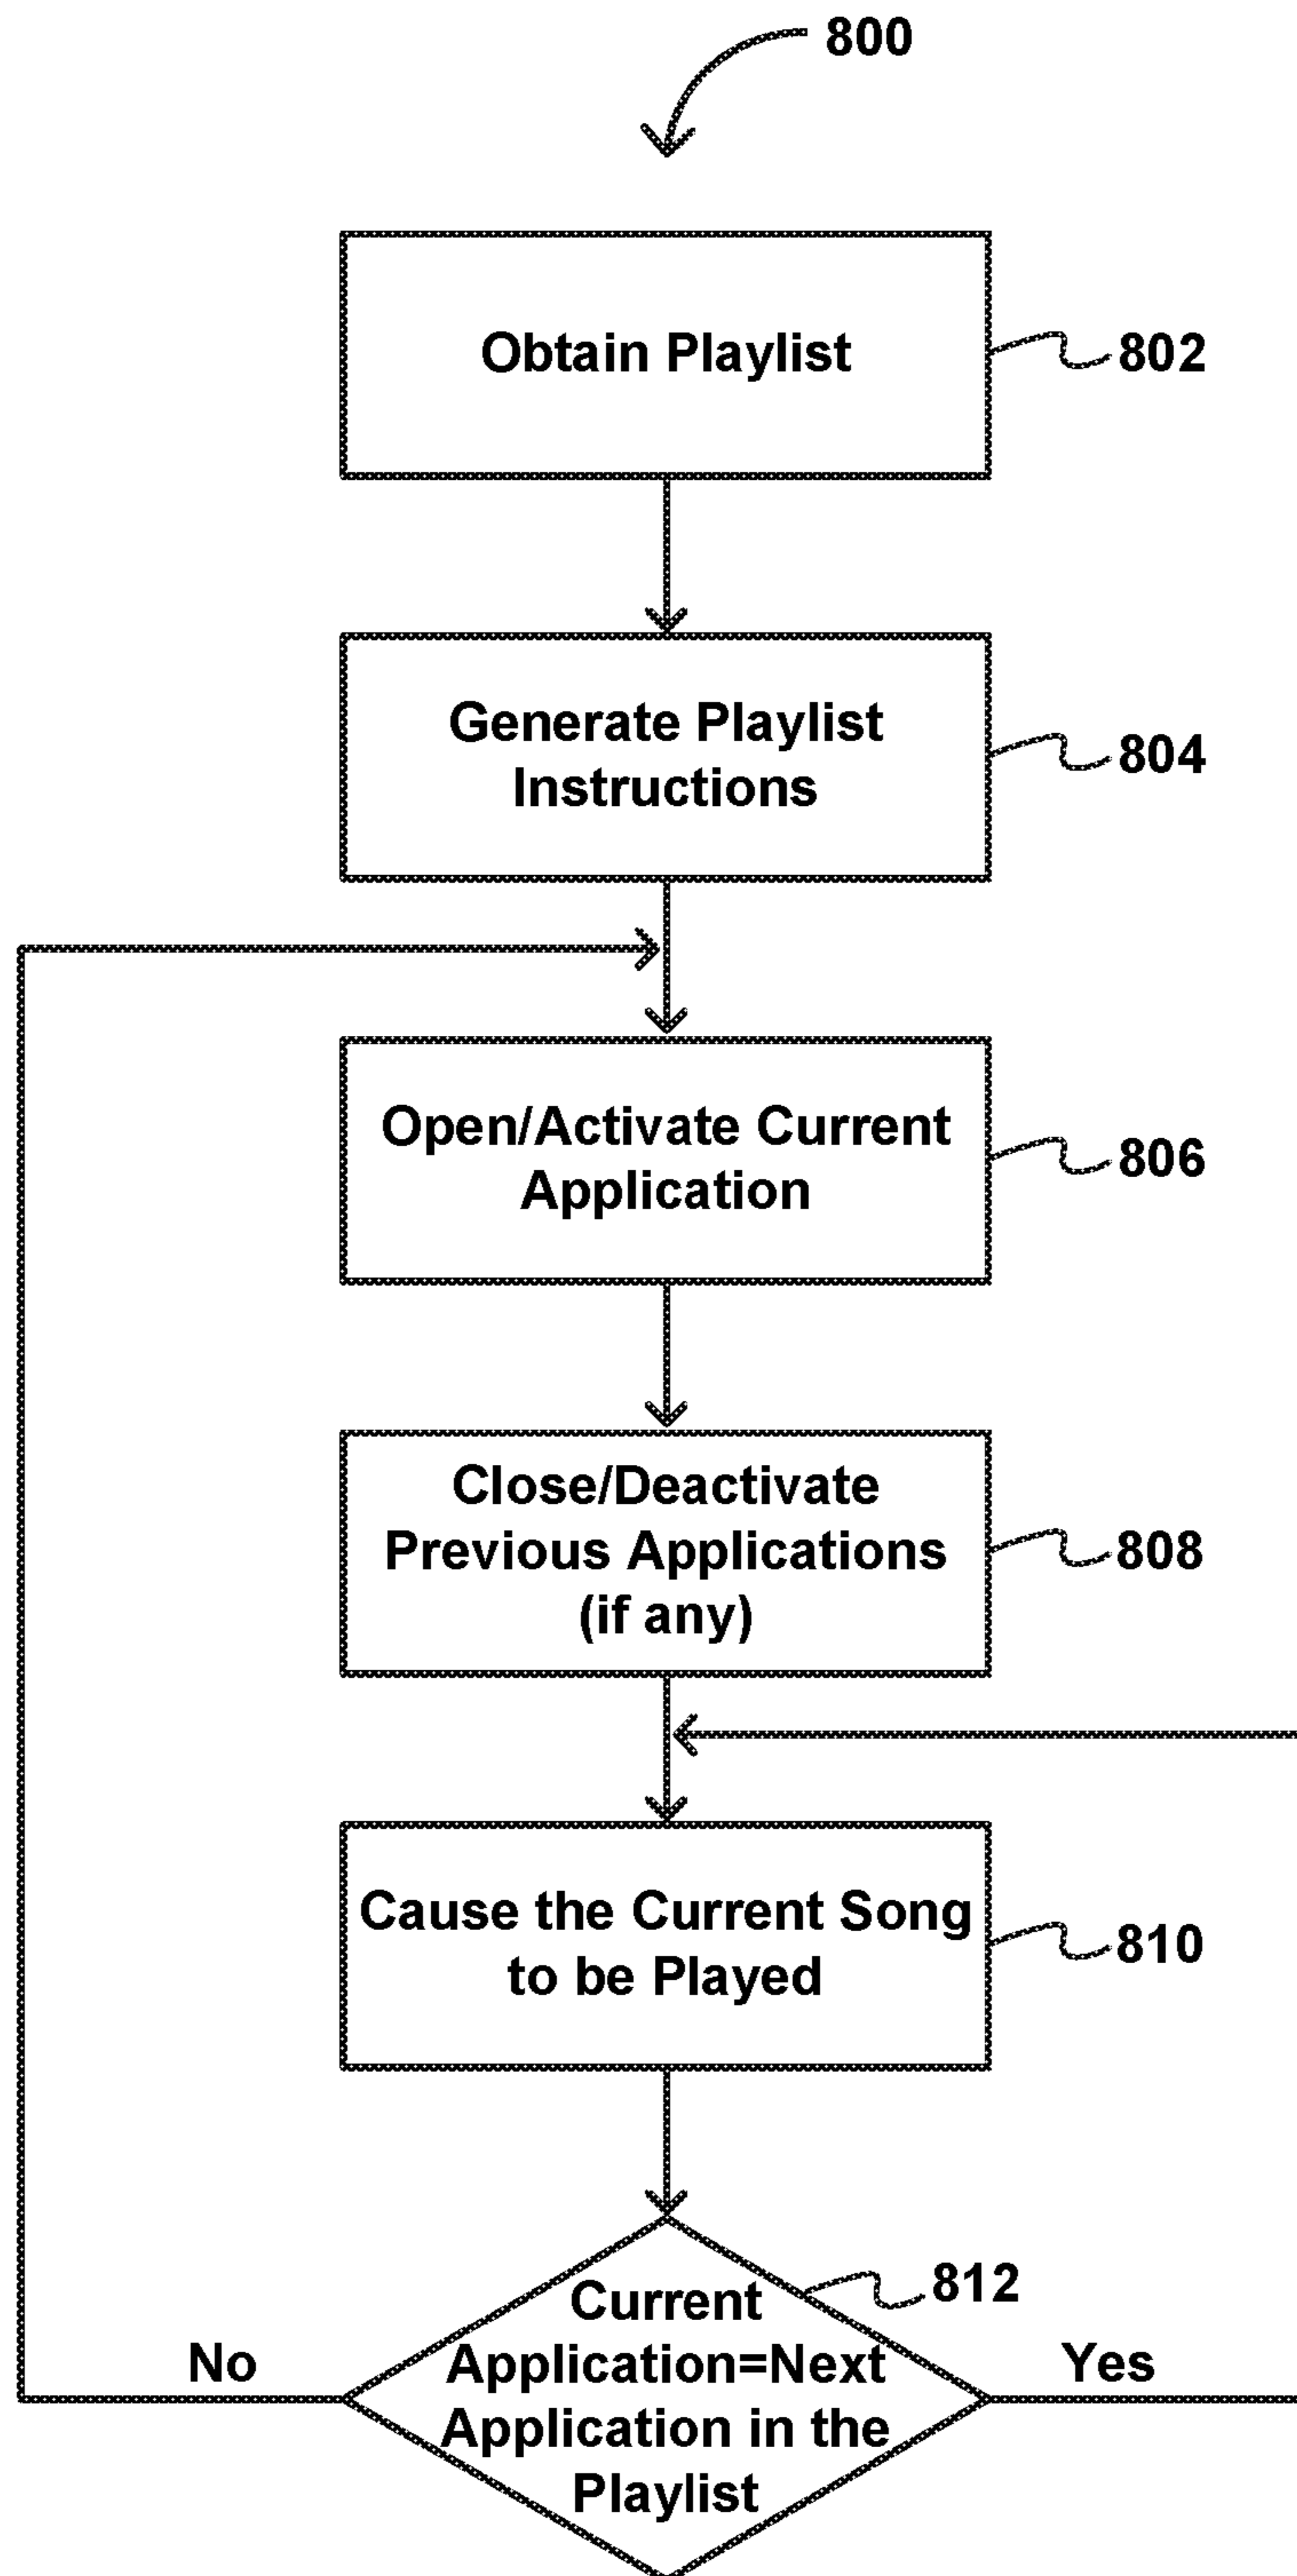 800
Obtain Playlist
802
Generate Playlist
Instructions
804
Open/Activate Current
Application
806
Close/Deactivate
Previous Applications
(if any)
808
Cause the Current Song
to be Played
810
812
Current
Application=Next
Application in the
Playlist
No
Yes